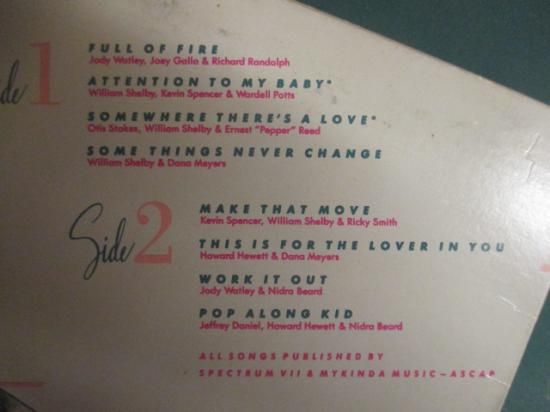 Side 1
FULL OF FIRE
Jody Watley, Joey Gallo & Richard Randolph
ATTENTION TO MY BABY*
William Shelby, Kevin Spencer & Wardell Potts
SOMEWHERE THERE'S A LOVE*
Otis Stokes, William Shelby & Ernest "Pepper" Reed
SOME THINGS NEVER CHANGE
William Shelby & Dana Meyers
Side 2
MAKE THAT MOVE
Kevin Spencer, William Shelby & Ricky Smith
THIS IS FOR THE LOVER IN YOU
Howard Hewett & Dana Meyers
WORK IT OUT
Jody Watley & Nidra Beard
POP ALONG KID
Jeffrey Daniel, Howard Hewett & Nidra Beard
ALL SONGS PUBLISHED BY
SPECTRUM VII & MYKINDA MUSIC–ASCAP